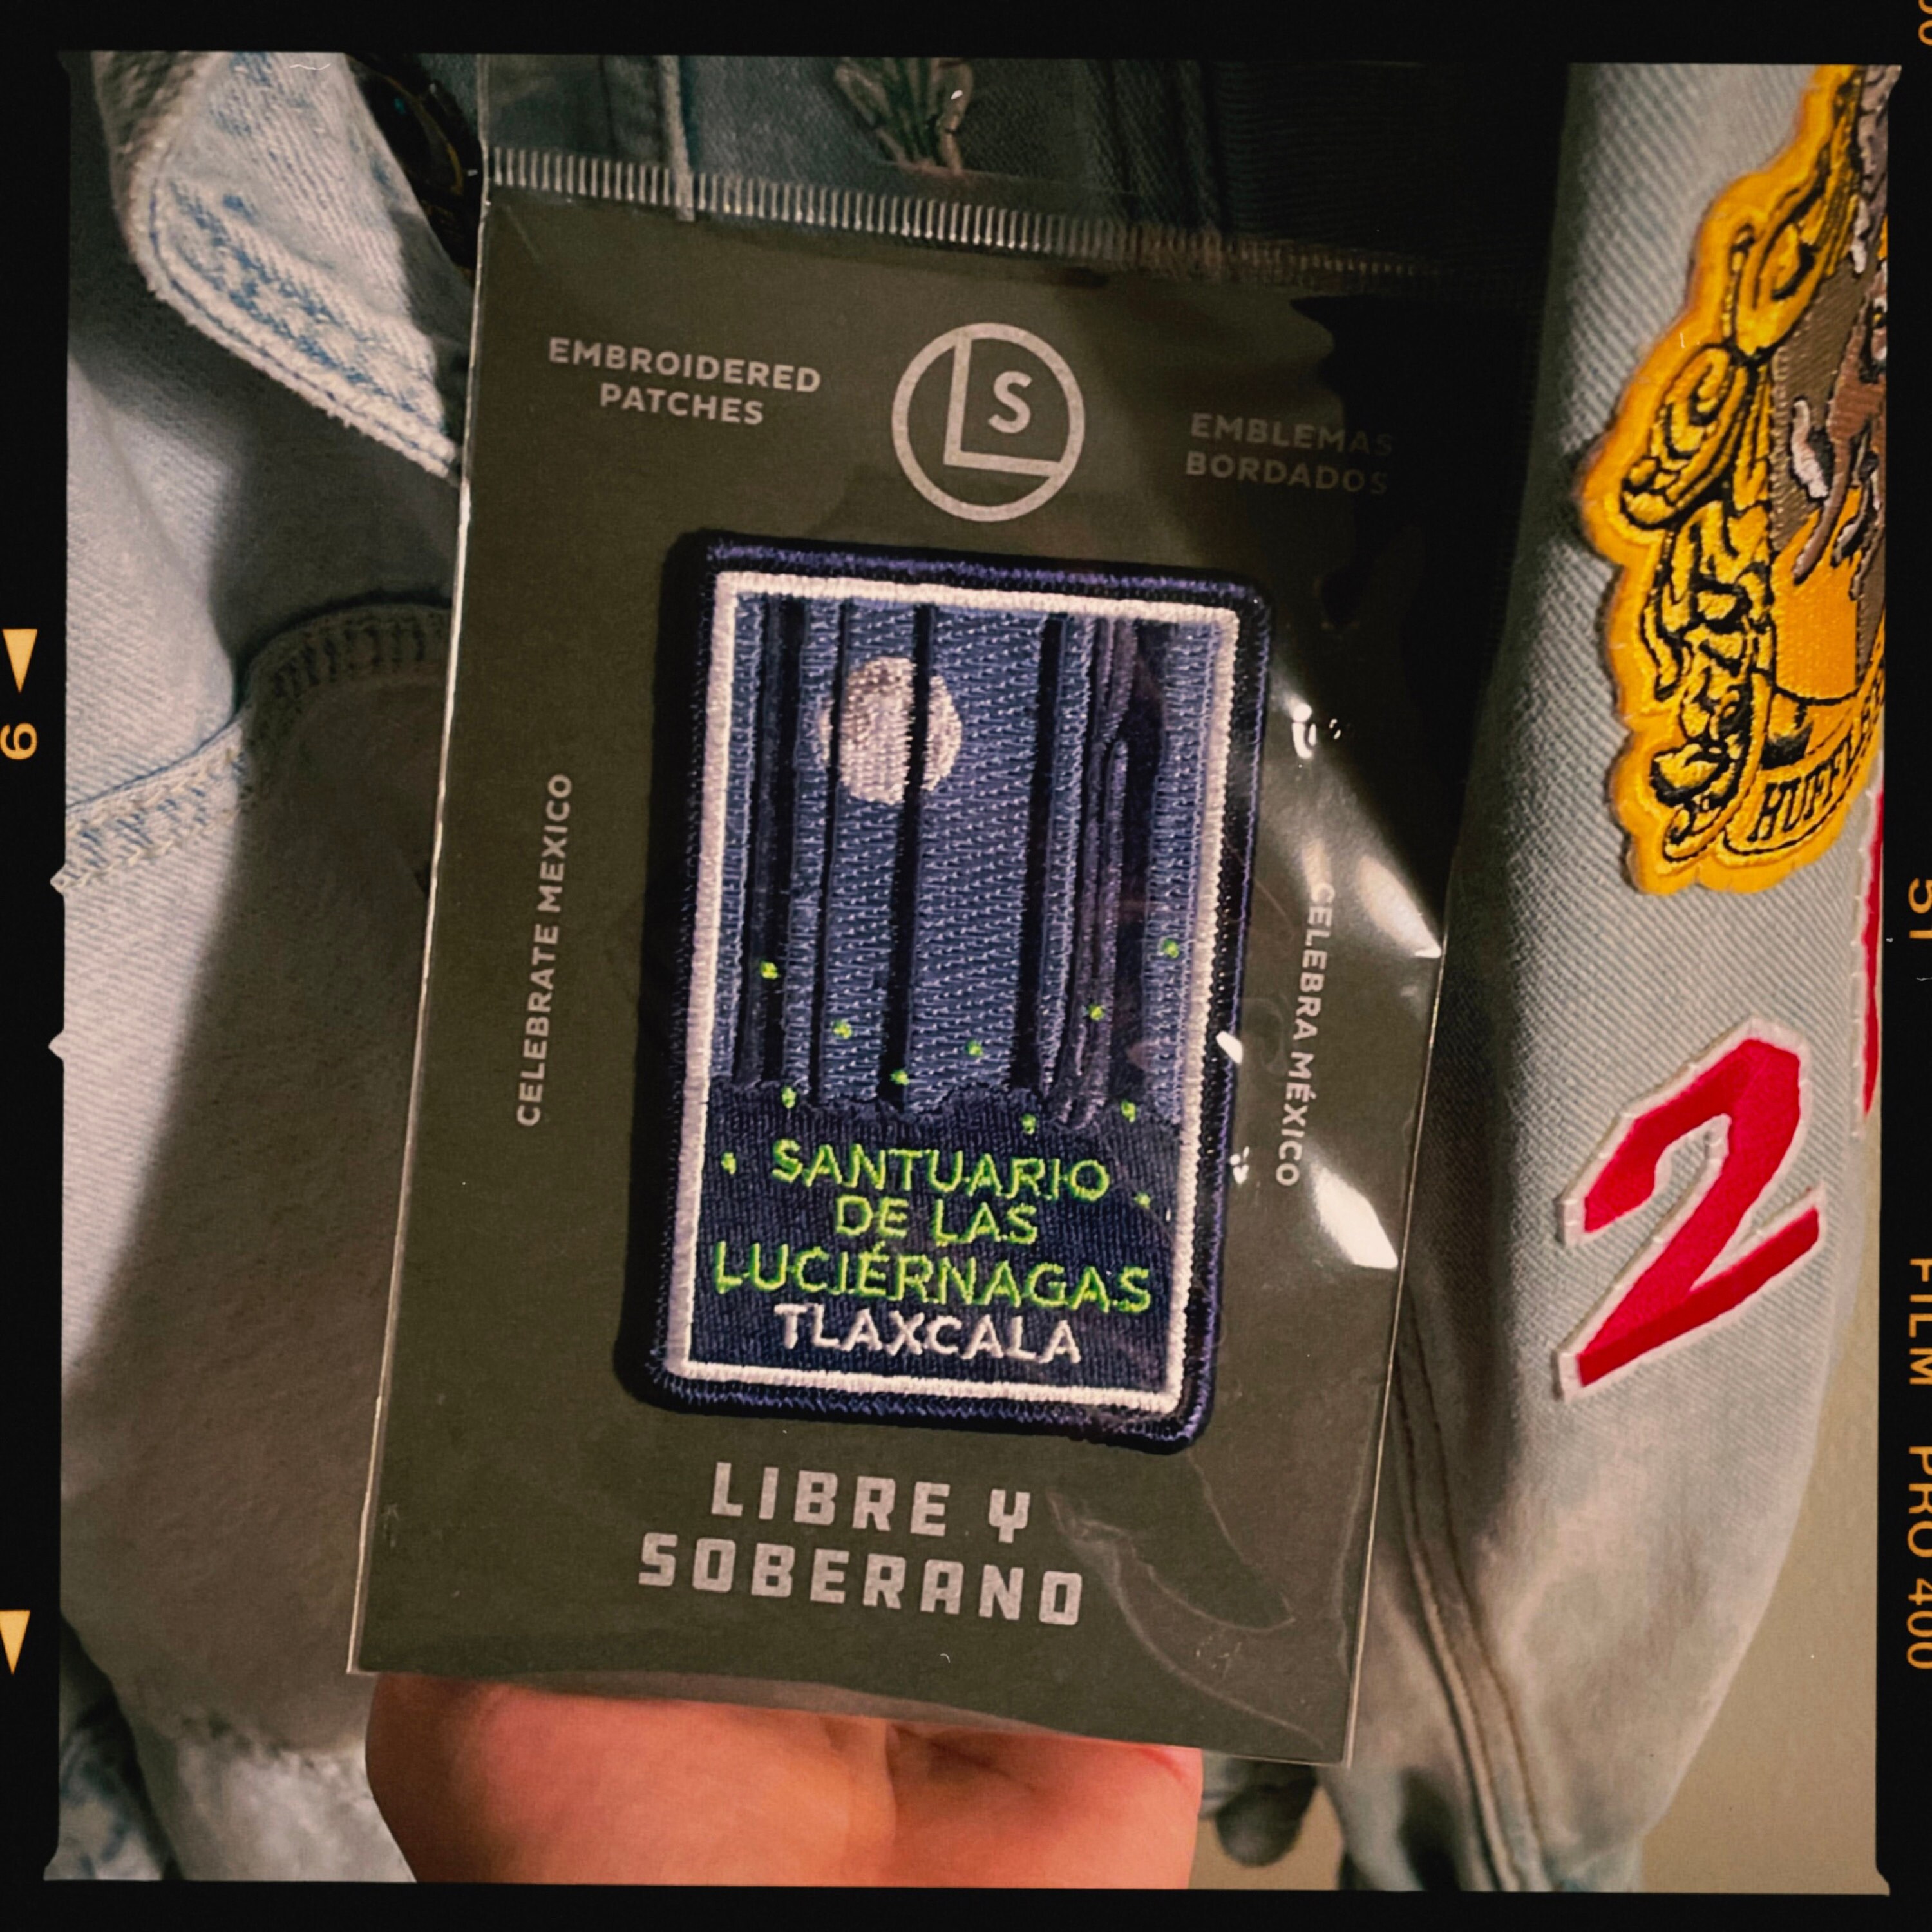 EMBROIDERED
PATCHES
LS
EMBLEMAS
BORDADOS
CELEBRATE MEXICO
CELEBRA MÉXICO
SANTUARIO
DE LAS
LUCIÉRNAGAS
TLAXCALA
LIBRE Y
SOBERANO
2
6
FILM PRO 400